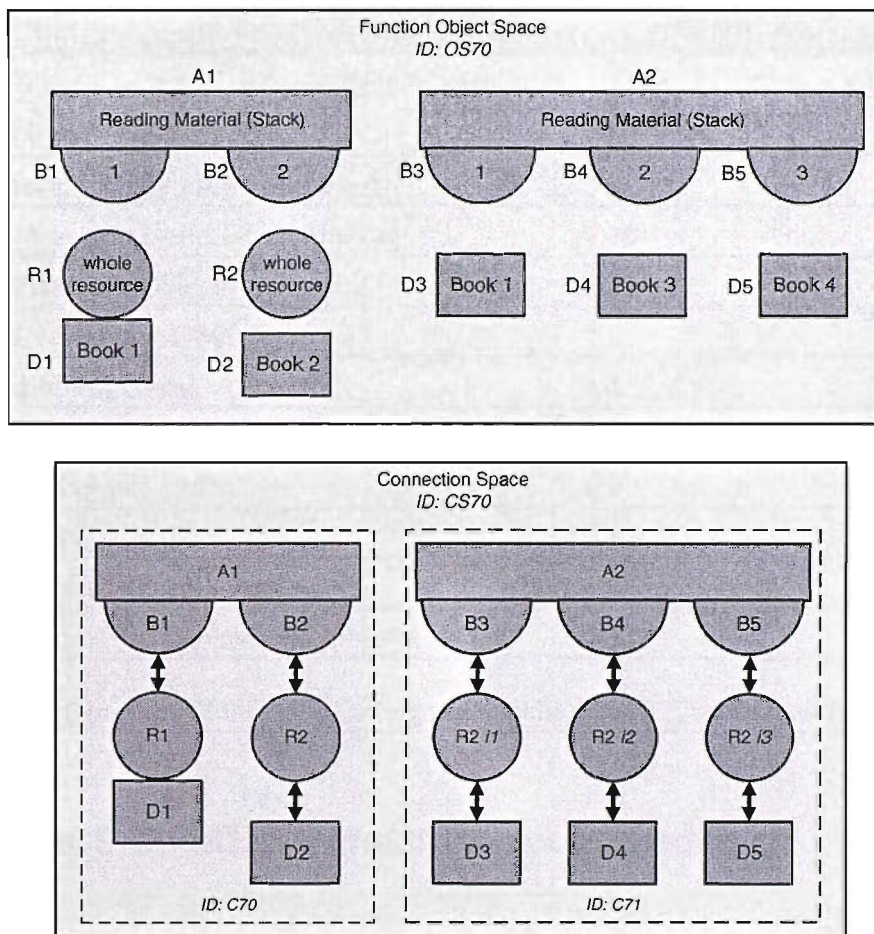 Function Object Space
ID: OS70
A1 A2
Reading Material (Stack) Reading Material (Stack)
B1 1 B2 2 B3 1 B4 2 B5 3
R1 whole resource R2 whole resource
D3 Book 1 D4 Book 3 D5 Book 4
D1 Book 1 D2 Book 2
Connection Space
ID: CS70
A1 A2
B1 B2 B3 B4 B5
R1 R2 R2 i1 R2 i2 R2 i3
D1
D2 D3 D4 D5
ID: C70 ID: C71